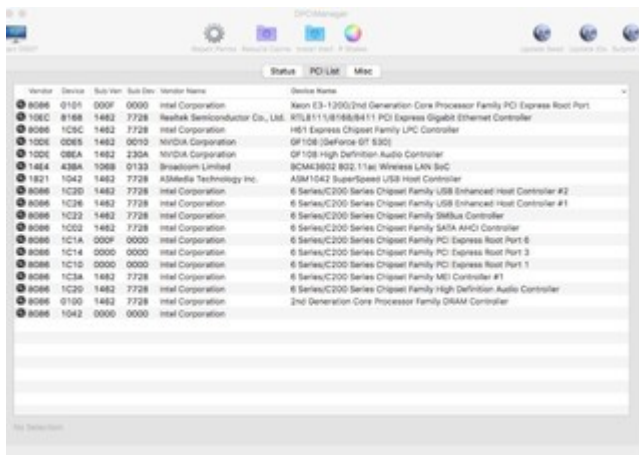 DPCIManager
Status PCI List Misc
Vendor Device Sub Ven Sub Dev Vendor Name Device Name
8086 0101 000F 0000 Intel Corporation Xeon E3-1200/2nd Generation Core Processor Family PCI Express Root Port
10EC 8168 1462 7728 Realtek Semiconductor Co., Ltd. RTL8111/8168/8411 PCI Express Gigabit Ethernet Controller
8086 1C5C 1462 7728 Intel Corporation H61 Express Chipset Family LPC Controller
10DE 0DE5 1462 0010 NVIDIA Corporation GF108 [GeForce GT 530]
10DE 0BEA 1462 230A NVIDIA Corporation GF108 High Definition Audio Controller
14E4 43BA 106B 0133 Broadcom Limited BCM43602 802.11ac Wireless LAN SoC
1B21 1042 1462 7728 ASMedia Technology Inc. ASM1042 SuperSpeed USB Host Controller
8086 1C2D 1462 7728 Intel Corporation 6 Series/C200 Series Chipset Family USB Enhanced Host Controller #2
8086 1C26 1462 7728 Intel Corporation 6 Series/C200 Series Chipset Family USB Enhanced Host Controller #1
8086 1C22 1462 7728 Intel Corporation 6 Series/C200 Series Chipset Family SMBus Controller
8086 1C02 1462 7728 Intel Corporation 6 Series/C200 Series Chipset Family SATA AHCI Controller
8086 1C1A 000F 0000 Intel Corporation 6 Series/C200 Series Chipset Family PCI Express Root Port 6
8086 1C14 000F 0000 Intel Corporation 6 Series/C200 Series Chipset Family PCI Express Root Port 3
8086 1C10 0000 0000 Intel Corporation 6 Series/C200 Series Chipset Family PCI Express Root Port 1
8086 1C3A 1462 7728 Intel Corporation 6 Series/C200 Series Chipset Family MEI Controller #1
8086 1C20 1462 7728 Intel Corporation 6 Series/C200 Series Chipset Family High Definition Audio Controller
8086 0100 1462 7728 Intel Corporation 2nd Generation Core Processor Family DRAM Controller
8086 1042 0000 0000 Intel Corporation
No Selection